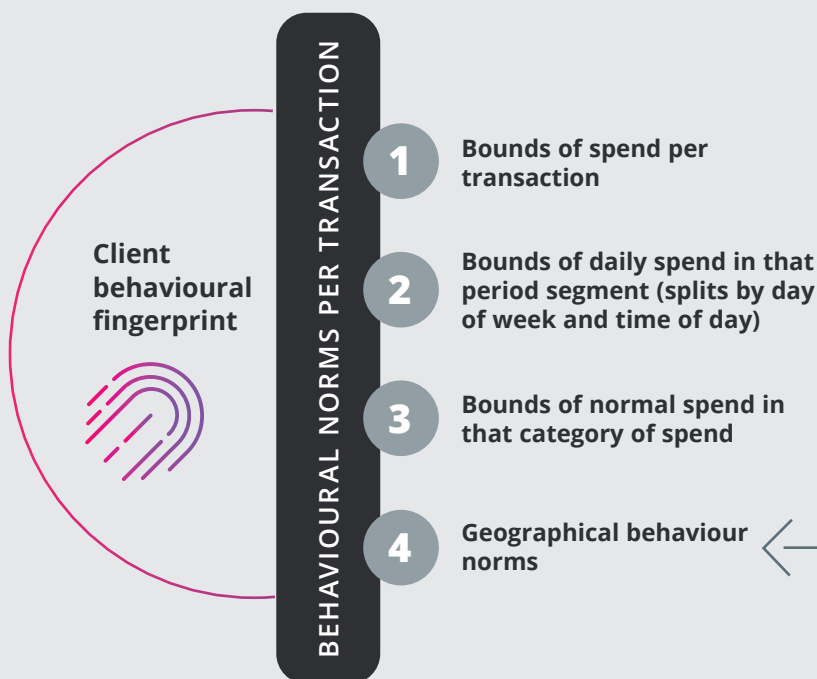 Client
behavioural
fingerprint
BEHAVIOURAL NORMS PER TRANSACTION
1
Bounds of spend per
transaction
2
Bounds of daily spend in that
period segment (splits by day
of week and time of day)
3
Bounds of normal spend in
that category of spend
4
Geographical behaviour
norms